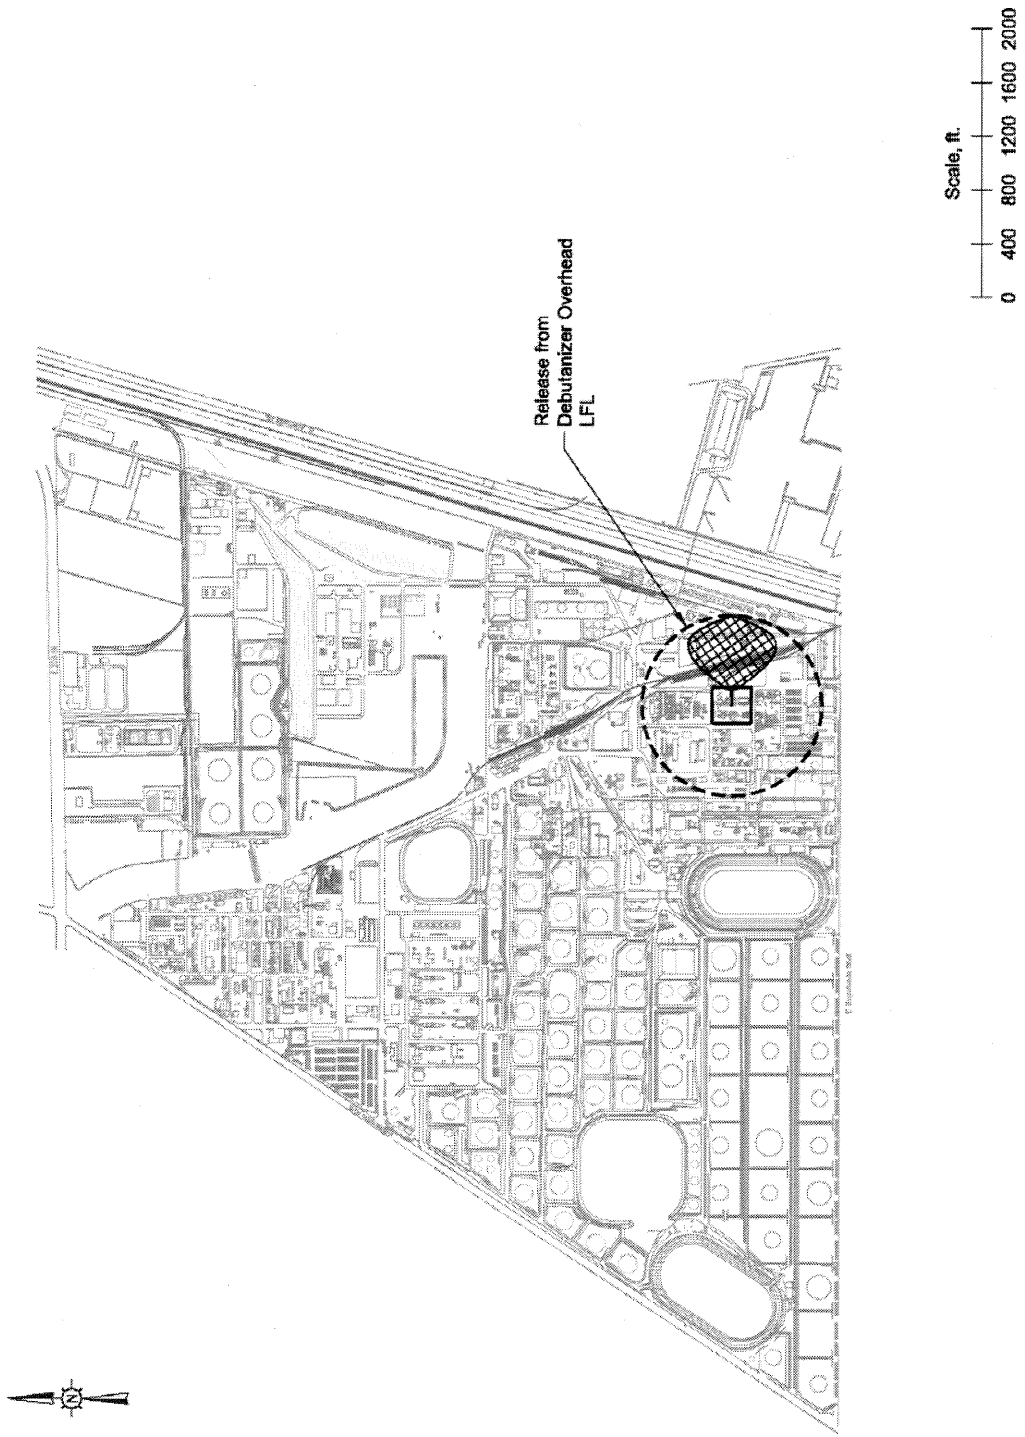 Release from
Debutanizer Overhead
LFL
Scale, ft.
0 400 800 1200 1600 2000
N